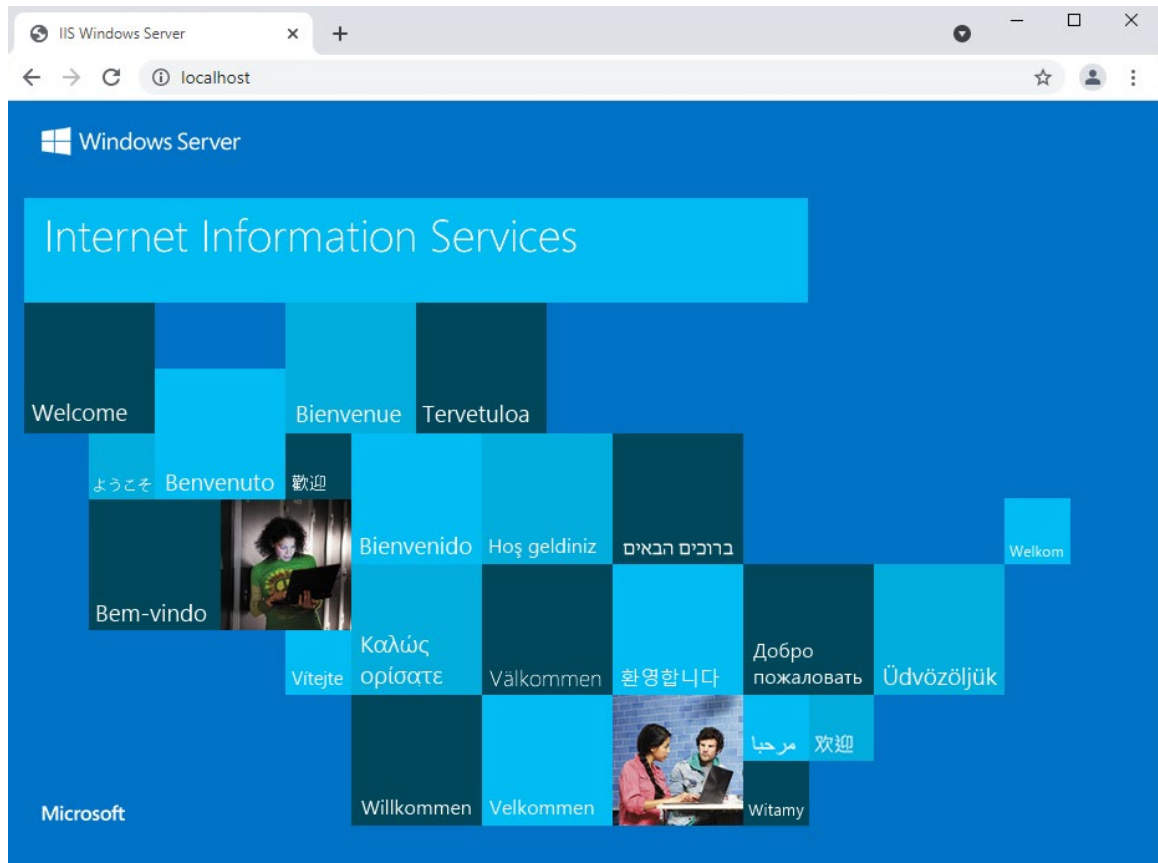 IIS Windows Server
localhost
Windows Server
Internet Information Services
Welcome
Bienvenue
Tervetuloa
ようこそ
Benvenuto
歡迎
Bienvenido
Hoş geldiniz
ברוכים הבאים
Welkom
Bem-vindo
Vítejte
Καλώς
ορίσατε
Välkommen
환영합니다
Добро
пожаловать
Üdvözöljük
مرحبا
欢迎
Microsoft
Willkommen
Velkommen
Witamy